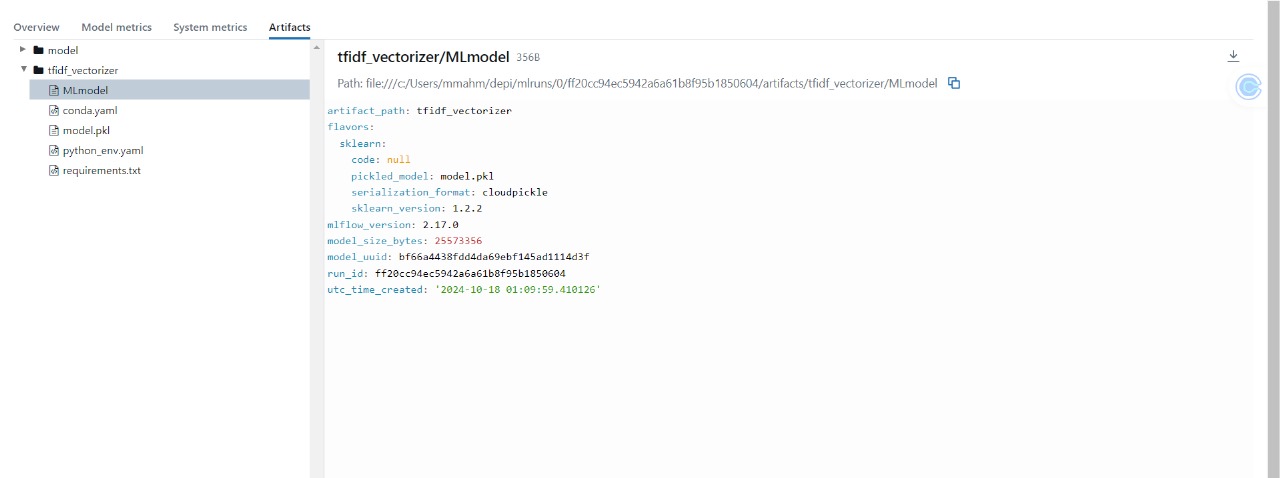 Overview Model metrics System metrics Artifacts
model
tfidf_vectorizer
MLmodel
conda.yaml
model.pkl
python_env.yaml
requirements.txt
tfidf_vectorizer/MLmodel 356B
Path: file:///c:/Users/mmahm/depi/mlruns/0/ff20cc94ec5942a6a61b8f95b1850604/artifacts/tfidf_vectorizer/MLmodel
artifact_path: tfidf_vectorizer
flavors:
sklearn:
code: null
pickled_model: model.pkl
serialization_format: cloudpickle
sklearn_version: 1.2.2
mlflow_version: 2.17.0
model_size_bytes: 25573356
model_uuid: bf66a4438fdd4da69ebf145ad1114d3f
run_id: ff20cc94ec5942a6a61b8f95b1850604
utc_time_created: '2024-10-18 01:09:59.410126'